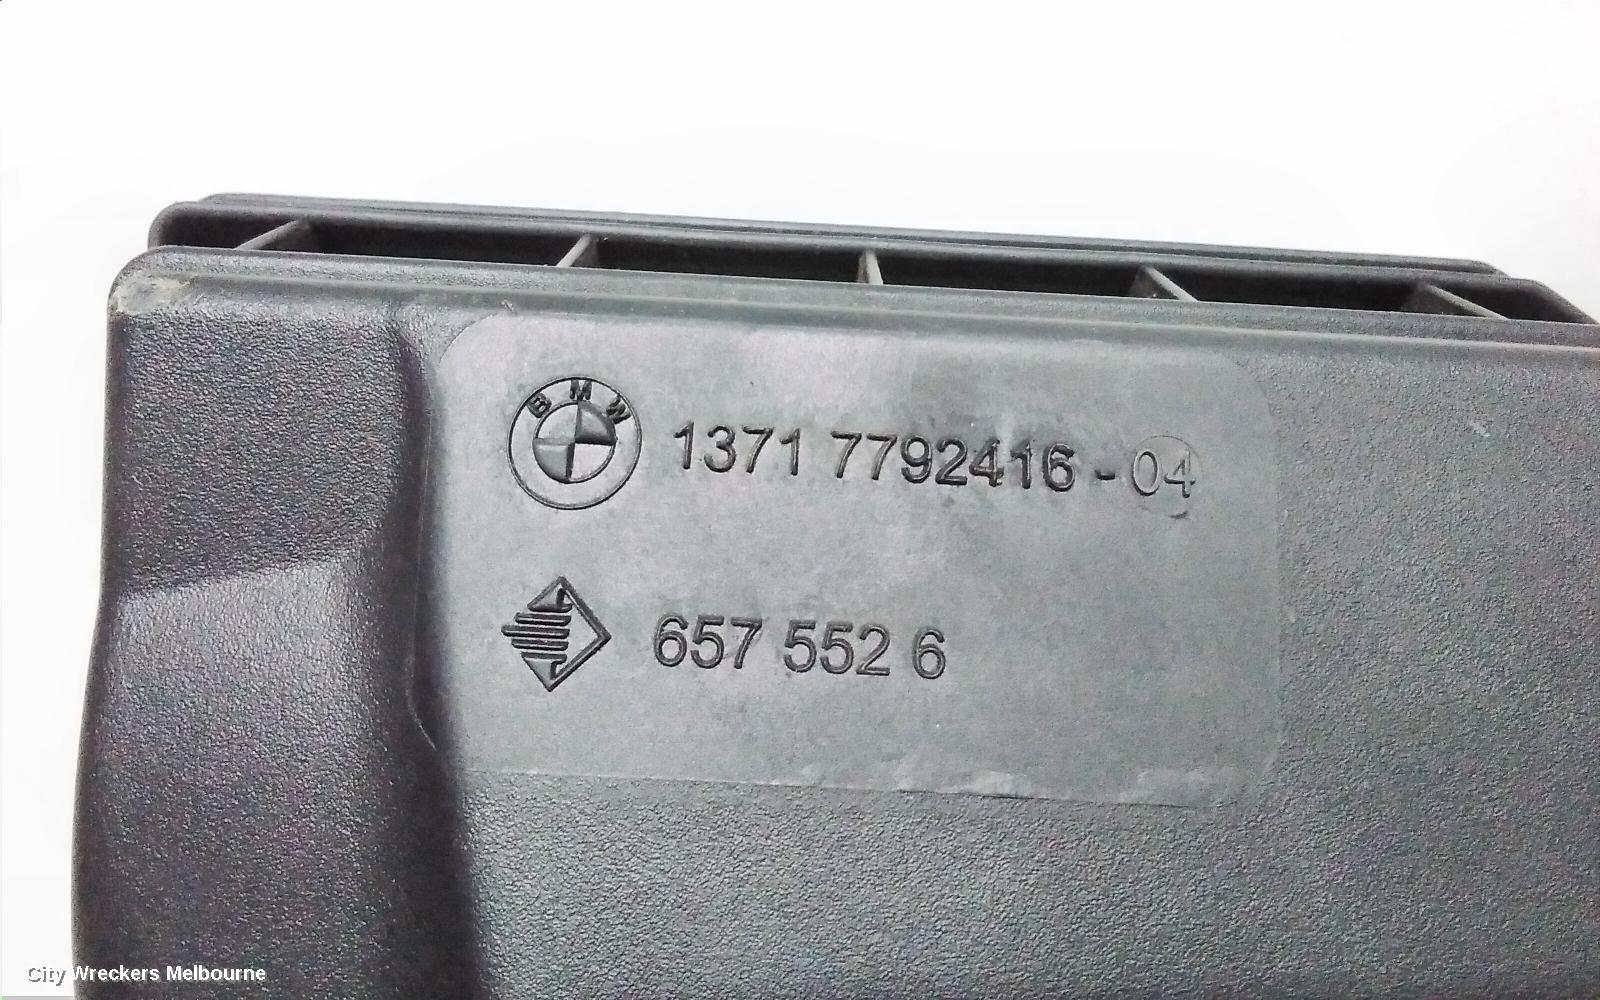 BMW 1371 7792416 - 04
657 552 6
City Wreckers Melbourne